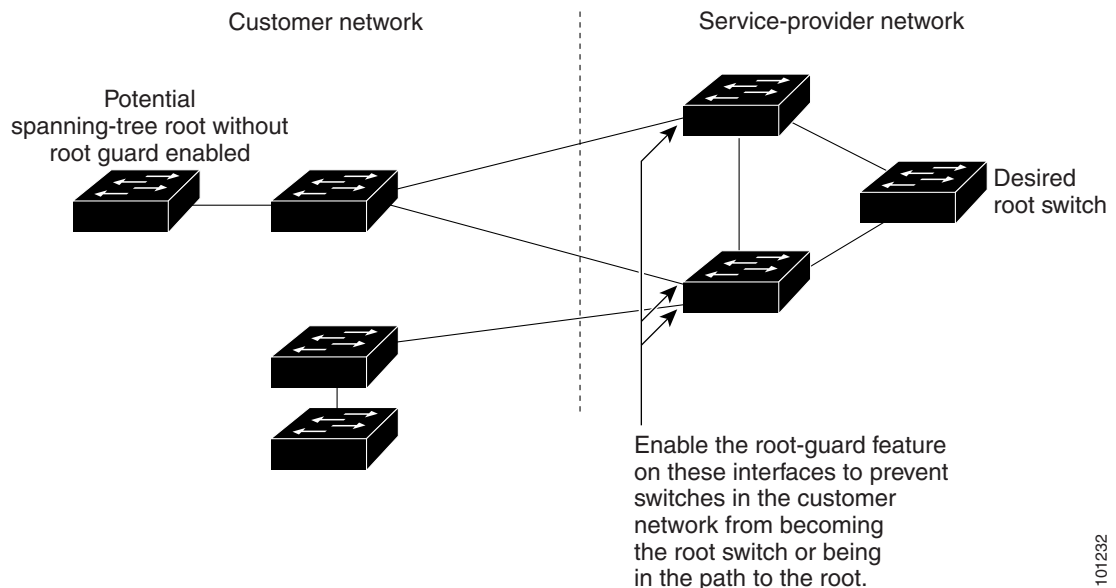 Customer network
Service-provider network
Potential
spanning-tree root without
root guard enabled
Desired
root switch
Enable the root-guard feature
on these interfaces to prevent
switches in the customer
network from becoming
the root switch or being
in the path to the root.
101232